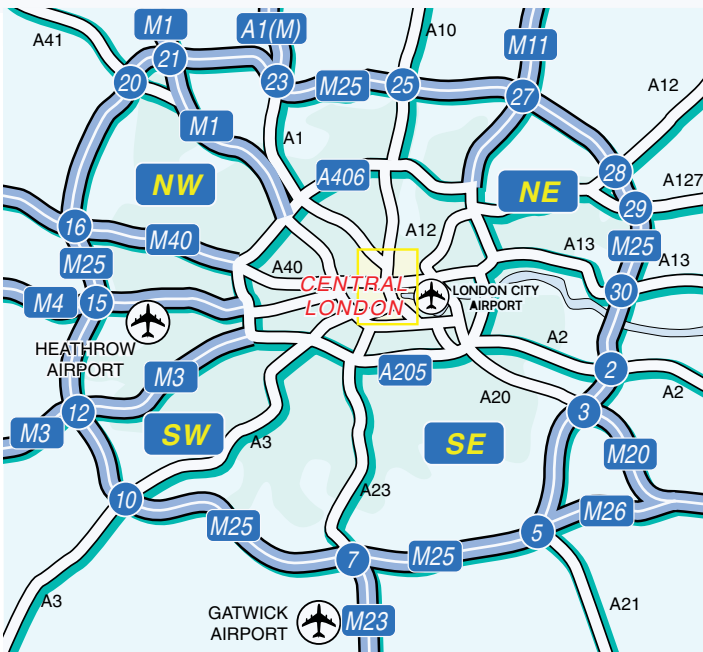 M1
A1(M)
A10
A41
21
M11
20
23
M25
25
27
A12
M1
A1
A406
28
NW
NE
A127
29
16
A12
M40
A13
M25
M25
A40
A13
CENTRAL
LONDON
LONDON CITY
AIRPORT
30
M4
15
HEATHROW
AIRPORT
A2
M3
A205
2
A20
A2
12
3
M3
SW
A3
SE
M20
A23
10
M25
M26
5
7
M25
A3
A21
GATWICK
AIRPORT
M23